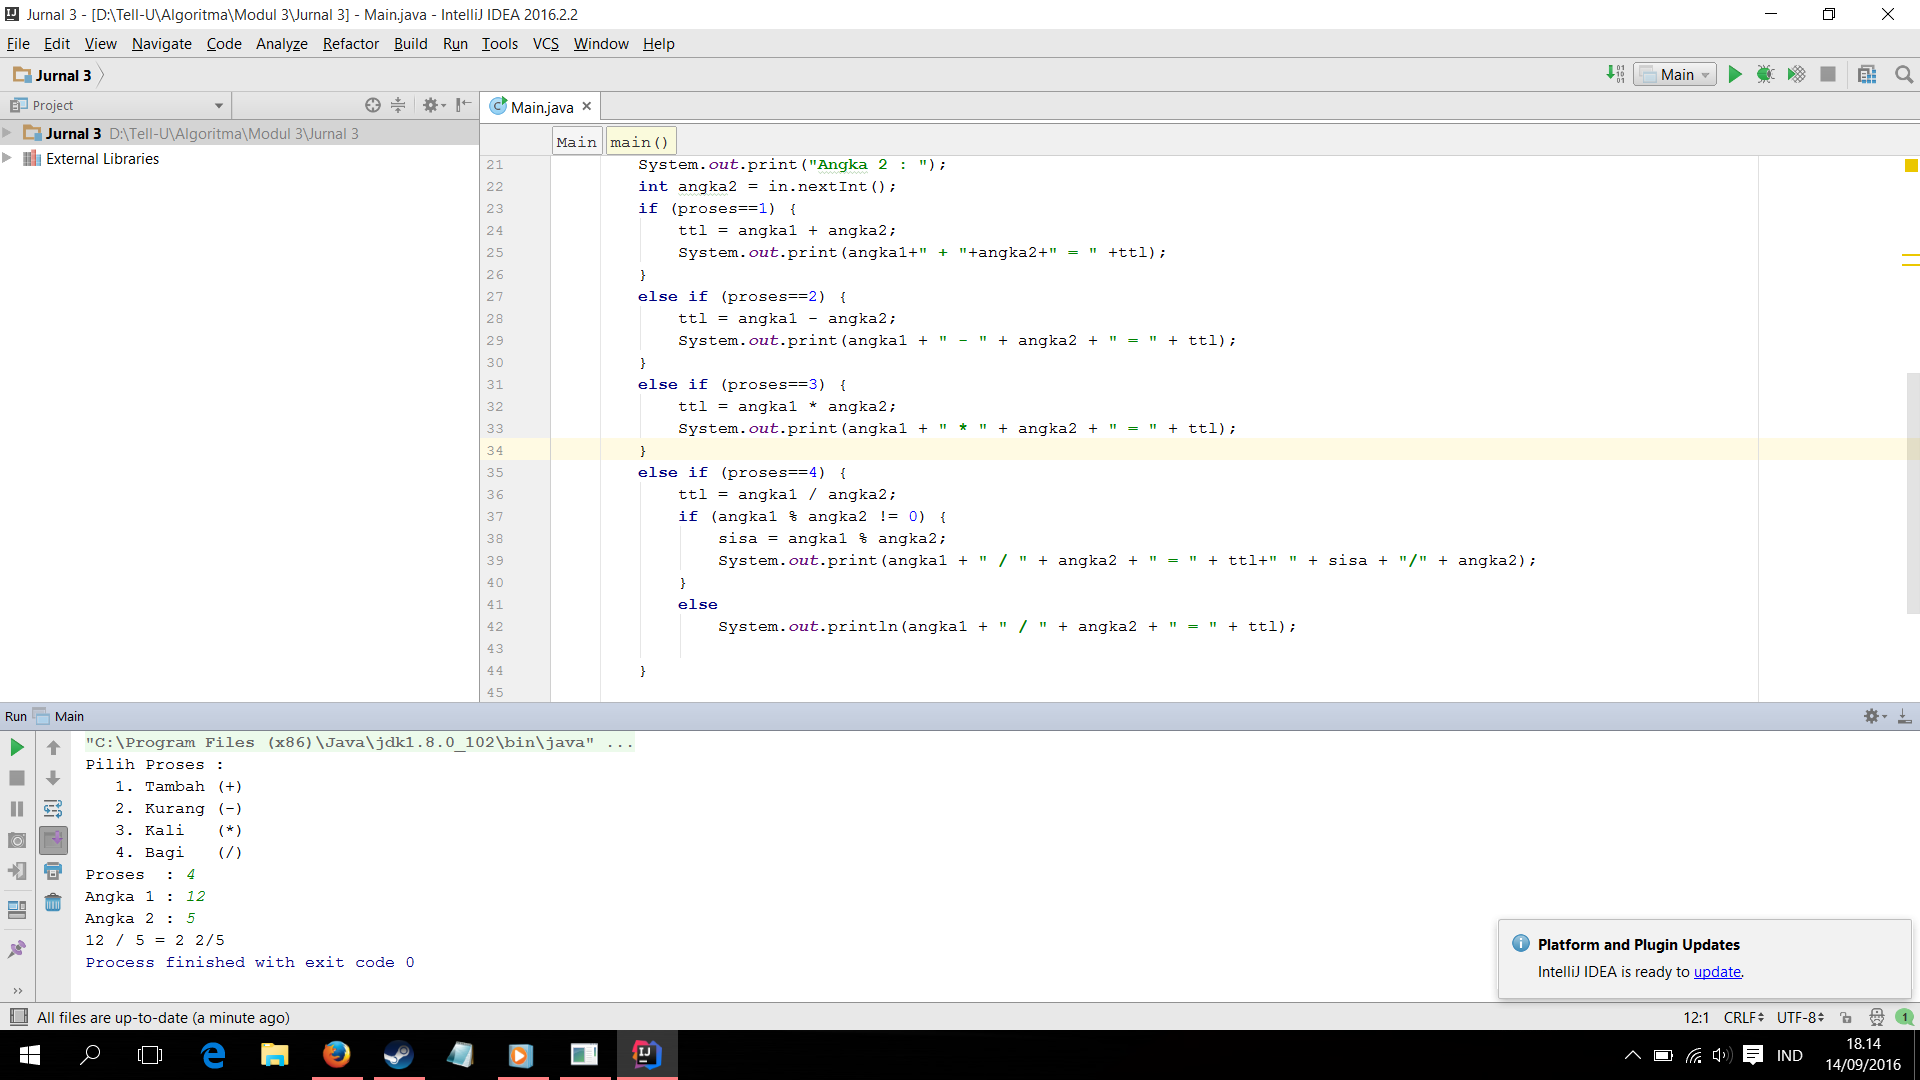 Jurnal 3 - [D:\Tell-U\Algoritma\Modul 3\Jurnal 3] - Main.java - IntelliJ IDEA 2016.2.2
File Edit View Navigate Code Analyze Refactor Build Run Tools VCS Window Help
Jurnal 3
Main
Project
Main.java
Jurnal 3 D:\Tell-U\Algoritma\Modul 3\Jurnal 3
External Libraries
Main main()
21 System.out.print("Angka 2 : ");
22 int angka2 = in.nextInt();
23 if (proses==1) {
24 ttl = angka1 + angka2;
25 System.out.print(angka1+" + "+angka2+" = " +ttl);
26 }
27 else if (proses==2) {
28 ttl = angka1 - angka2;
29 System.out.print(angka1 + " - " + angka2 + " = " + ttl);
30 }
31 else if (proses==3) {
32 ttl = angka1 * angka2;
33 System.out.print(angka1 + " * " + angka2 + " = " + ttl);
34 }
35 else if (proses==4) {
36 ttl = angka1 / angka2;
37 if (angka1 % angka2 != 0) {
38 sisa = angka1 % angka2;
39 System.out.print(angka1 + " / " + angka2 + " = " + ttl+" " + sisa + "/" + angka2);
40 }
41 else
42 System.out.println(angka1 + " / " + angka2 + " = " + ttl);
43
44 }
45
Run Main
"C:\Program Files (x86)\Java\jdk1.8.0_102\bin\java" ...
Pilih Proses :
1. Tambah (+)
2. Kurang (-)
3. Kali (*)
4. Bagi (/)
Proses : 4
Angka 1 : 12
Angka 2 : 5
12 / 5 = 2 2/5
Process finished with exit code 0
Platform and Plugin Updates
IntelliJ IDEA is ready to update.
All files are up-to-date (a minute ago)
12:1 CRLF UTF-8 1
IND
18.14
14/09/2016